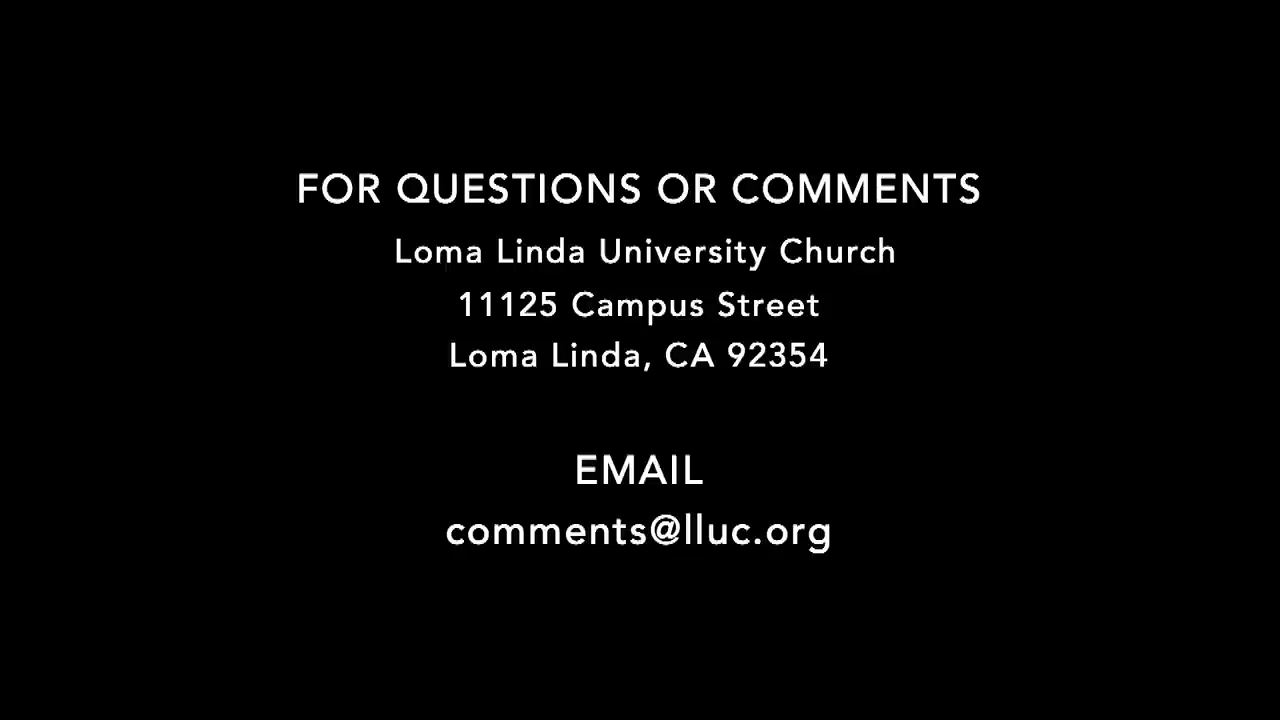 FOR QUESTIONS OR COMMENTS
Loma Linda University Church
11125 Campus Street
Loma Linda, CA 92354
EMAIL
comments@lluc.org